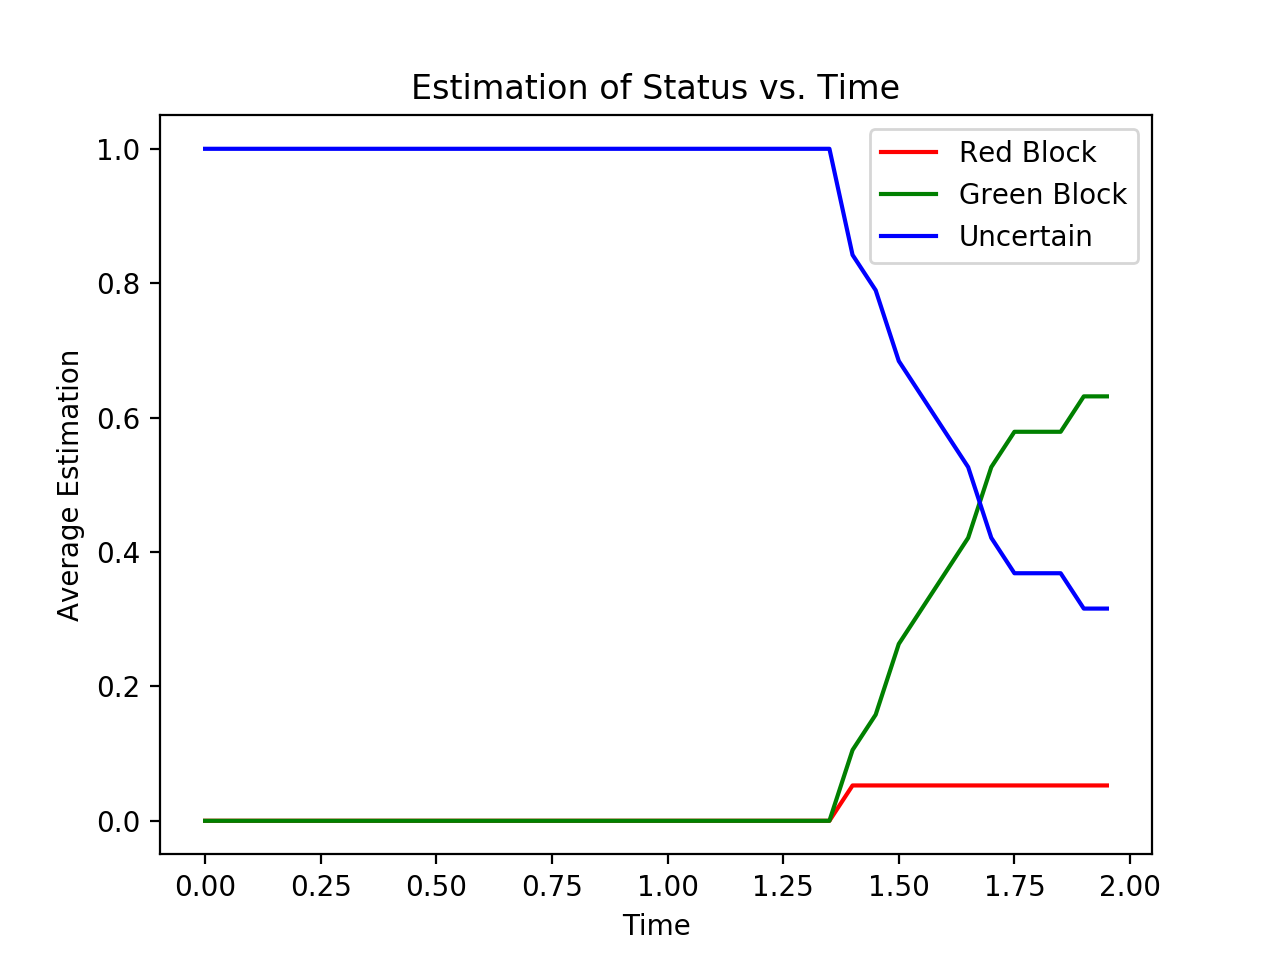 Estimation of Status vs. Time
Red Block
Green Block
Uncertain
1.0
0.8
0.6
0.4
0.2
0.0
Average Estimation
0.00 0.25 0.50 0.75 1.00 1.25 1.50 1.75 2.00
Time